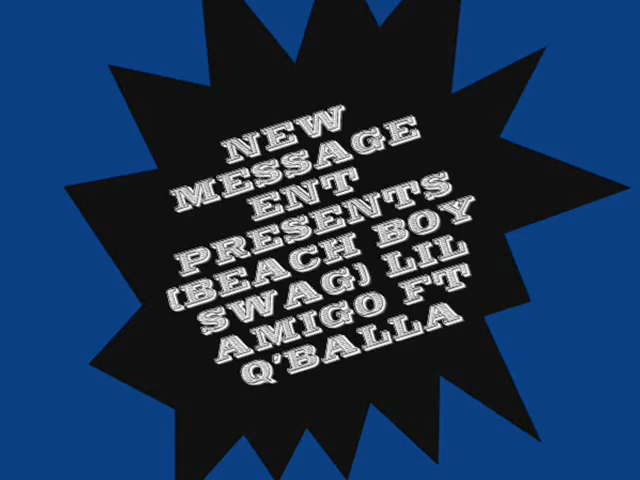 NEW
MESSAGE
ENT
PRESENTS
(BEACH BOY
SWAG) LIL
AMIGO FT
Q'BALLA